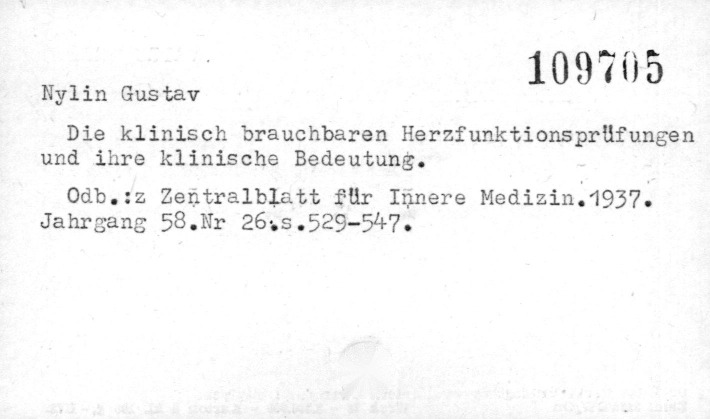 109705
Nylin Gustav
Die klinisch brauchbaren Herzfunktionsprüfungen
und ihre klinische Bedeutung.
Odb.:z Zentralblatt für Innere Medizin.1937.
Jahrgang 58.Nr 26.s.529-547.